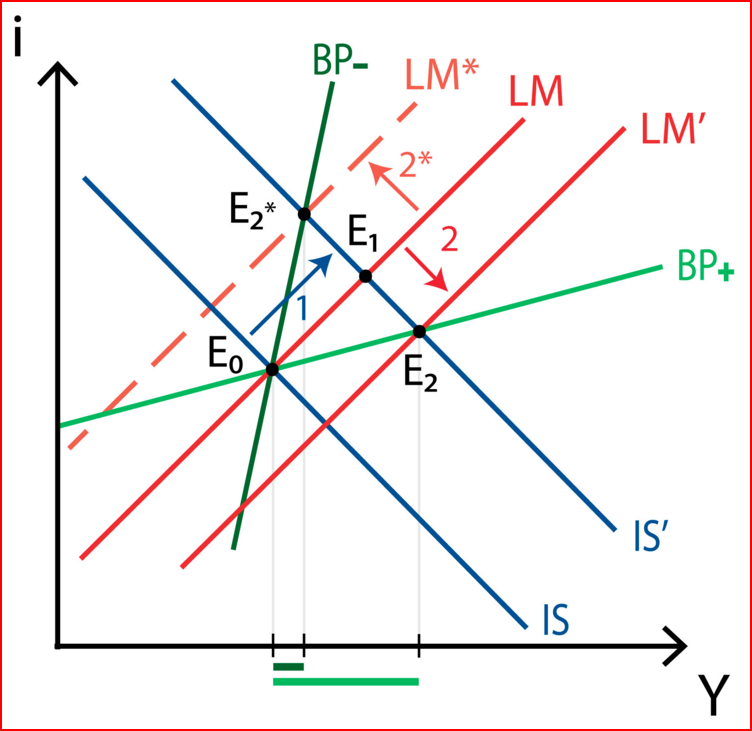 i
BP-
LM*
LM
LM′
2*
E₂*
E₁
2
BP+
1
E₀
E₂
IS′
IS
Y